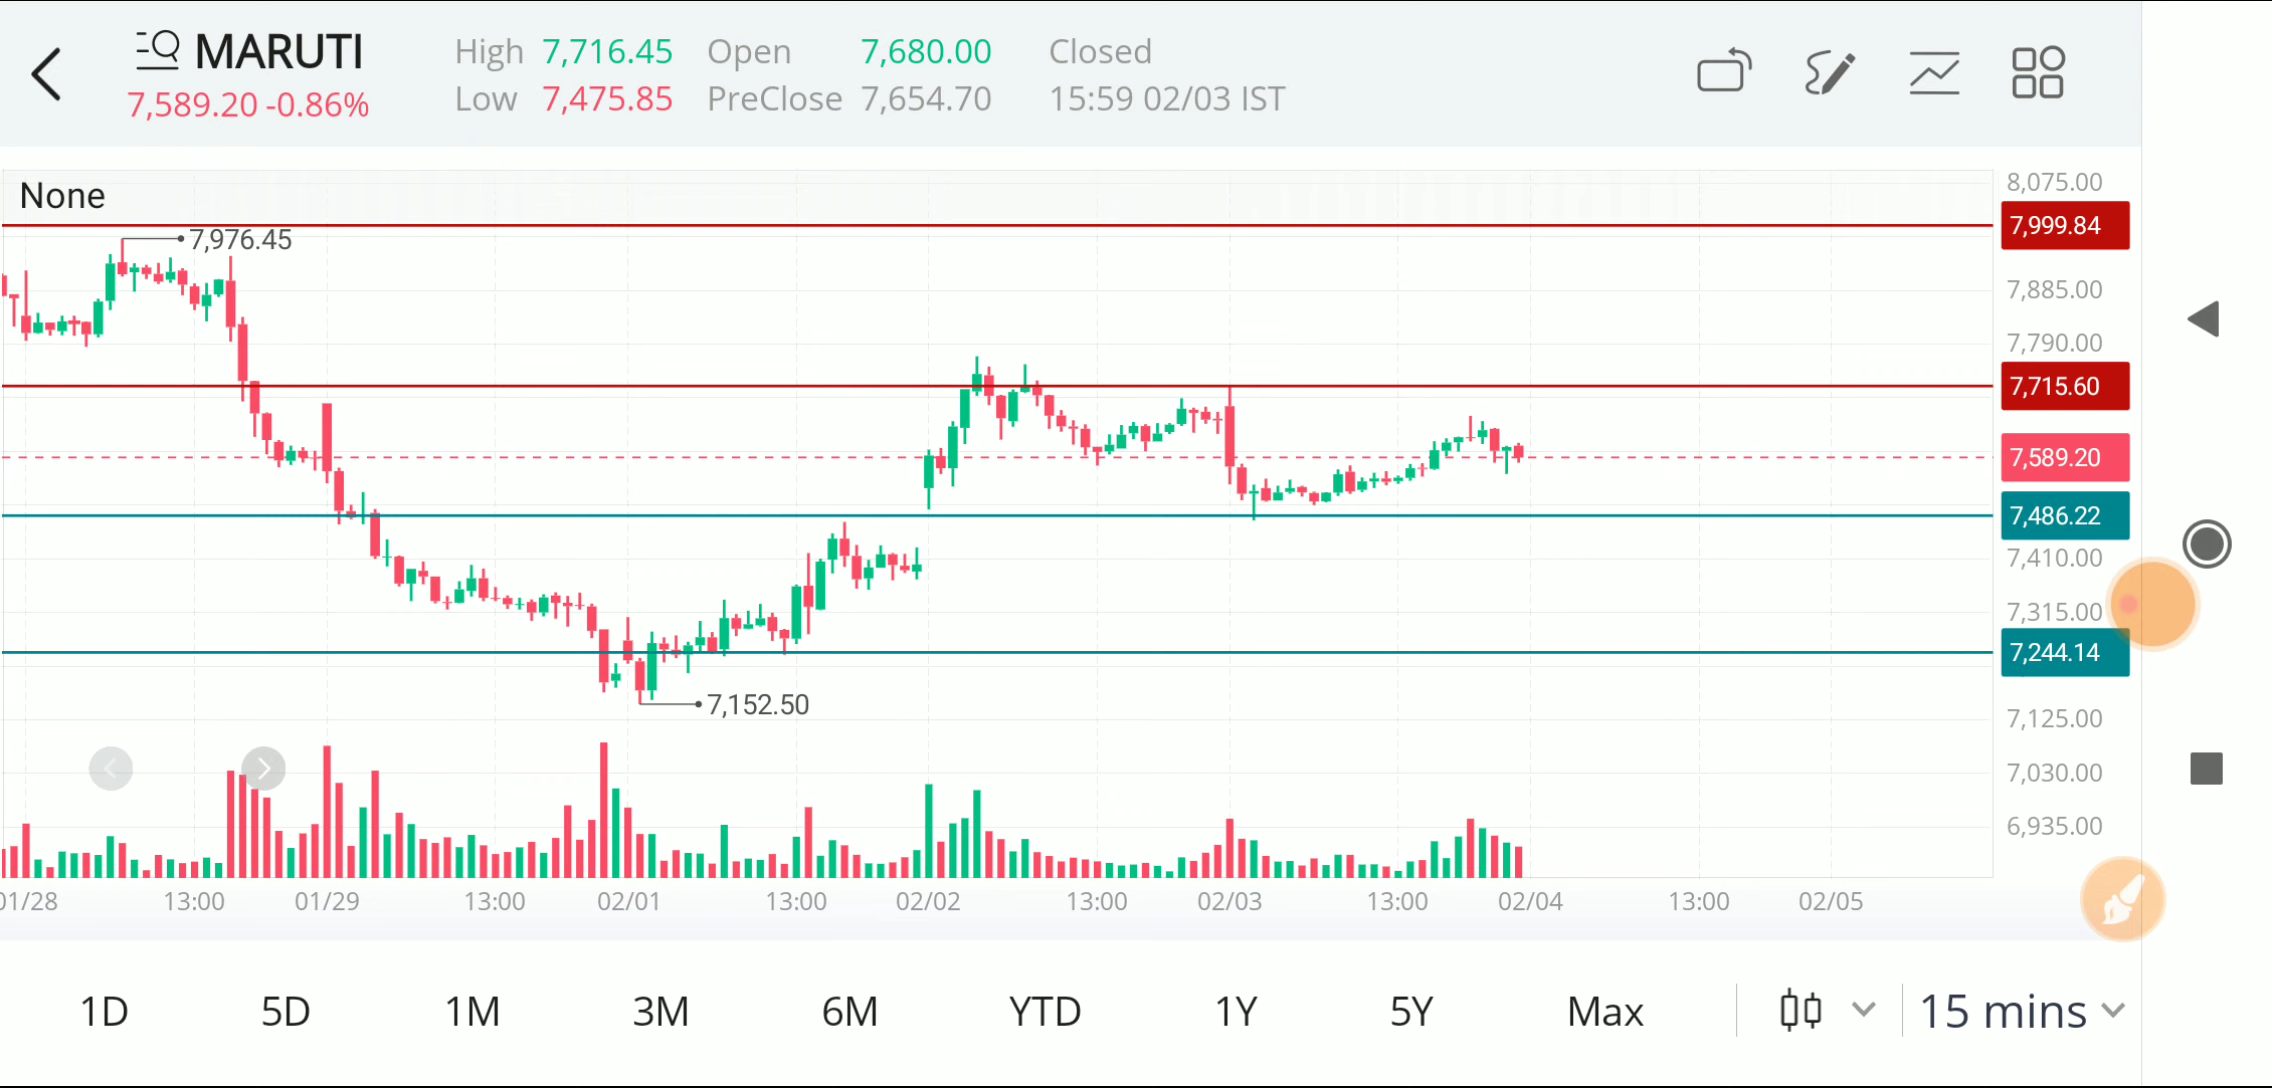 MARUTI
7,589.20 -0.86%
High 7,716.45 Open 7,680.00 Closed
Low 7,475.85 PreClose 7,654.70 15:59 02/03 IST
None
7,976.45
7,152.50
8,075.00
7,999.84
7,885.00
7,790.00
7,715.60
7,589.20
7,486.22
7,410.00
7,315.00
7,244.14
7,125.00
7,030.00
6,935.00
01/28 13:00 01/29 13:00 02/01 13:00 02/02 13:00 02/03 13:00 02/04 13:00 02/05
1D 5D 1M 3M 6M YTD 1Y 5Y Max 15 mins